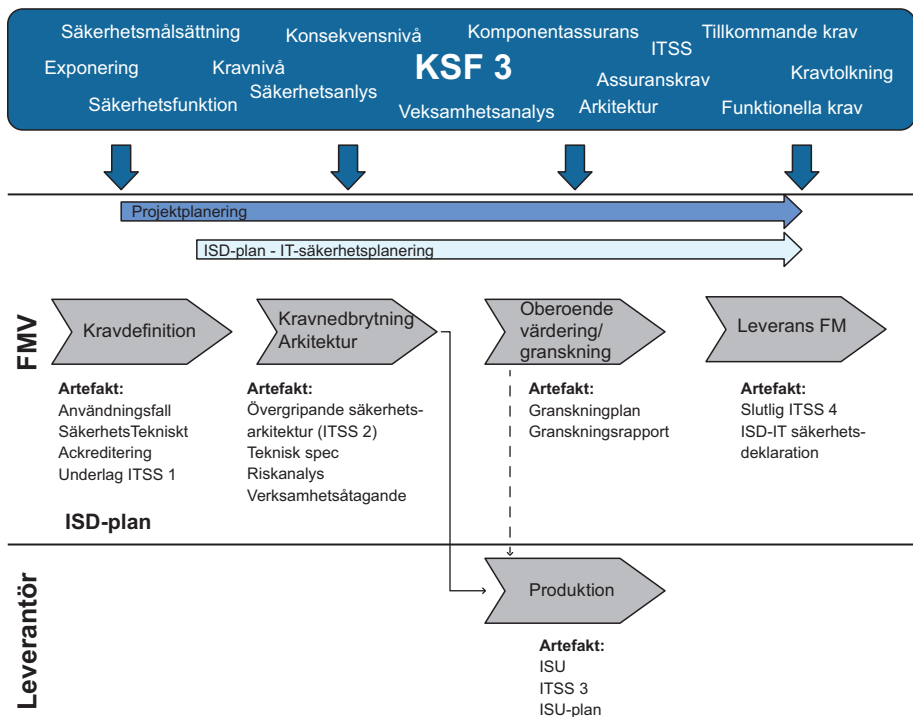 Säkerhetsmålsättning
Konsekvensnivå
Komponentassurans
Tillkommande krav
ITSS
Exponering
Kravnivå
KSF 3
Assuranskrav
Kravtolkning
Säkerhetsfunktion
Säkerhetsanlys
Veksamhetsanalys
Arkitektur
Funktionella krav
Projektplanering
ISD-plan - IT-säkerhetsplanering
FMV
Kravdefinition
Artefakt:
Användningsfall
SäkerhetsTekniskt
Ackreditering
Underlag ITSS 1
ISD-plan
Kravnedbrytning
Arkitektur
Artefakt:
Övergripande säkerhets-
arkitektur (ITSS 2)
Teknisk spec
Riskanalys
Verksamhetsåtagande
Oberoende
värdering/
granskning
Artefakt:
Granskningplan
Granskningsrapport
Leverans FM
Artefakt:
Slutlig ITSS 4
ISD-IT säkerhets-
deklaration
Leverantör
Produktion
Artefakt:
ISU
ITSS 3
ISU-plan